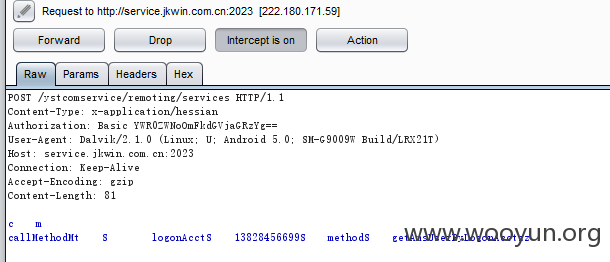 Request to http://service.jkwin.com.cn:2023 [222.180.171.59]
Forward Drop Intercept is on Action
Raw Params Headers Hex
POST /ystcomservice/remoting/services HTTP/1.1
Content-Type: x-application/hessian
Authorization: Basic YWR0ZWNoOmFkdGVjaGRzYg==
User-Agent: Dalvik/2.1.0 (Linux; U; Android 5.0; SM-G9009W Build/LRX21T)
Host: service.jkwin.com.cn:2023
Connection: Keep-Alive
Accept-Encoding: gzip
Content-Length: 81
c m
callMethodMt S logonAcctS 13828456699S methodS
www.wooyun.org